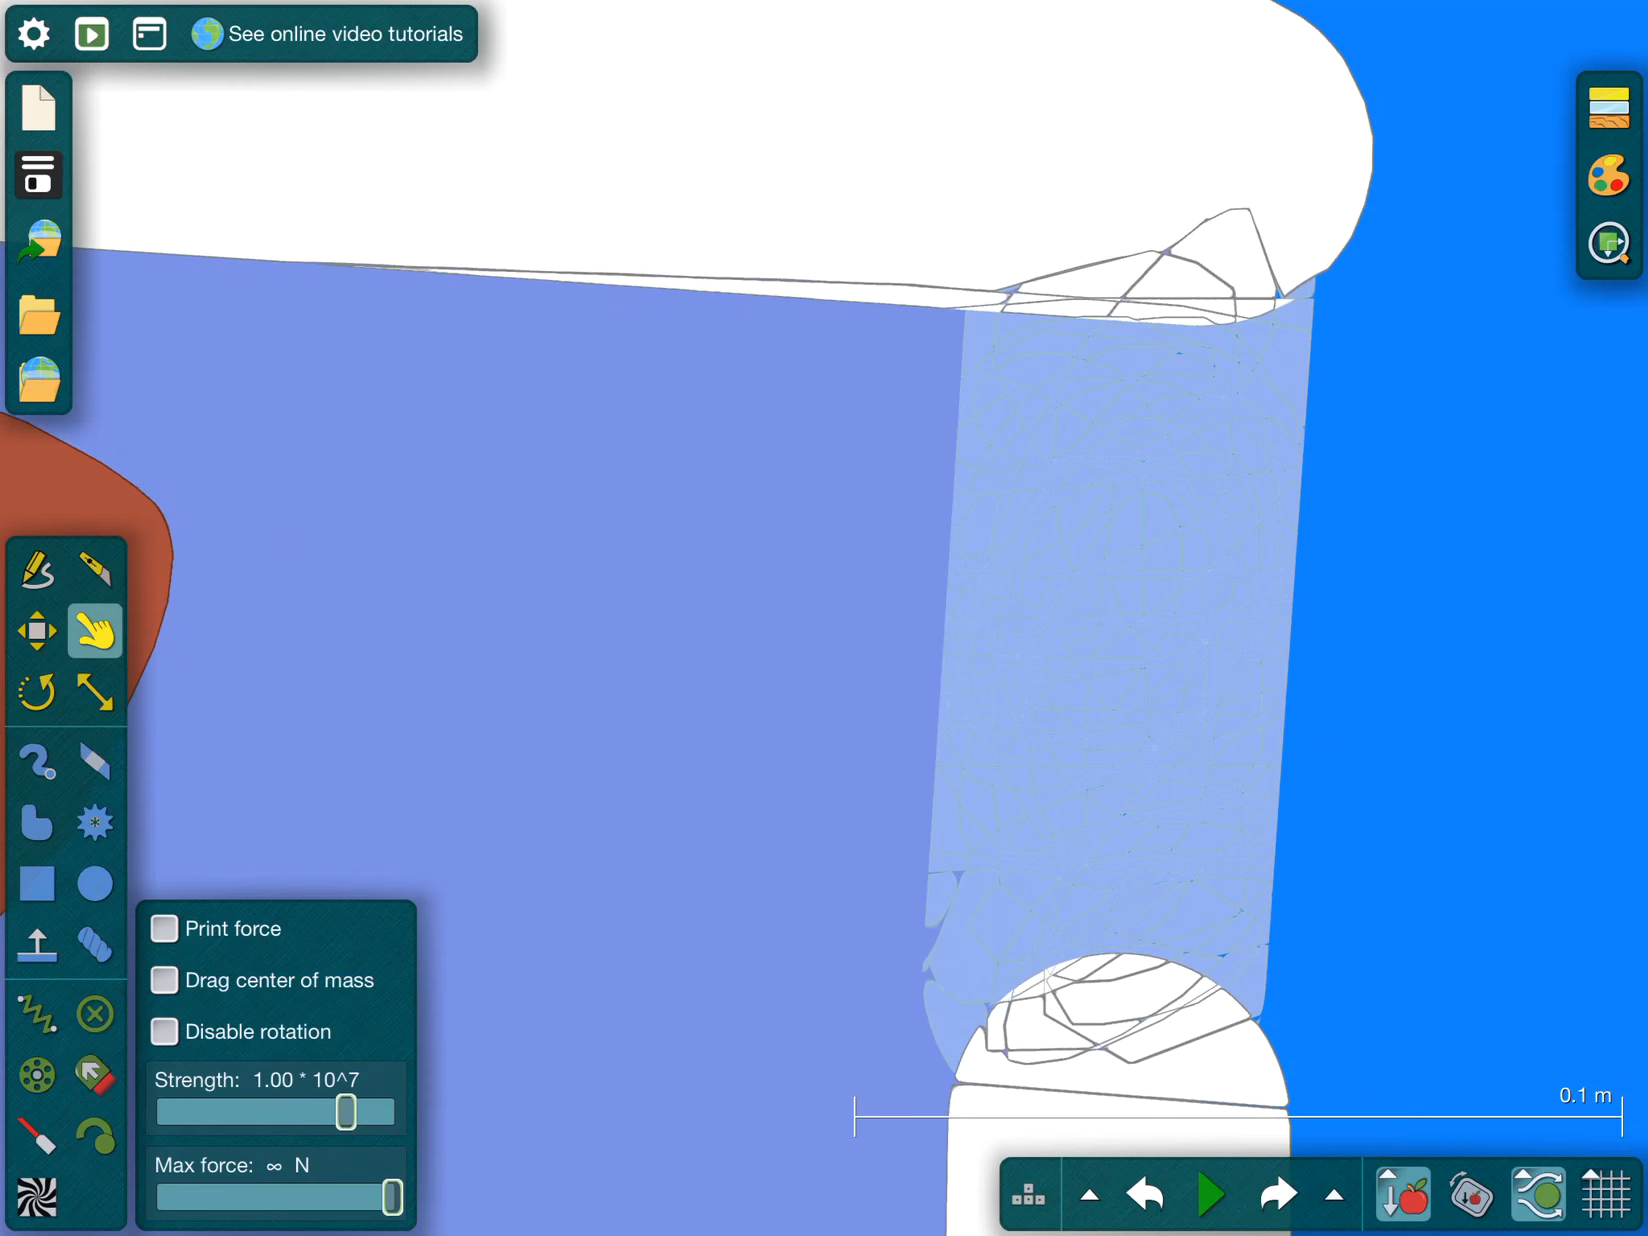 See online video tutorials
Print force
Drag center of mass
Disable rotation
Strength: 1.00 * 10^7
Max force: ∞ N
0.1 m